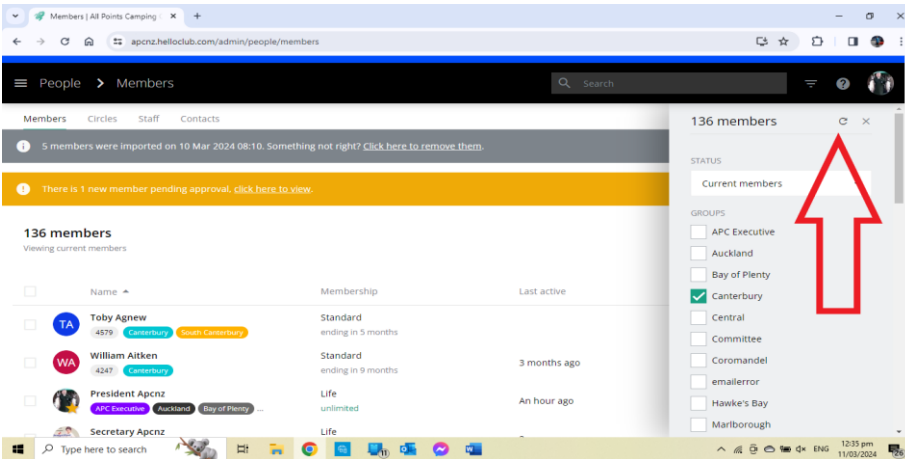 Members | All Points Camping
apcnz.helloclub.com/admin/people/members
People > Members
Search
Members Circles Staff Contacts
5 members were imported on 10 Mar 2024 08:10. Something not right? Click here to remove them.
There is 1 new member pending approval, click here to view.
136 members
Viewing current members
Name Membership Last active
TA Toby Agnew Standard
4579 Canterbury South Canterbury ending in 5 months
WA William Aitken Standard 3 months ago
4247 Canterbury ending in 9 months
President Apcnz Life An hour ago
APC Executive Auckland Bay of Plenty ... unlimited
Secretary Apcnz Life
136 members
STATUS
Current members
GROUPS
APC Executive
Auckland
Bay of Plenty
Canterbury
Central
Committee
Coromandel
emailerror
Hawke's Bay
Marlborough
Type here to search
ENG
12:35 pm
11/03/2024